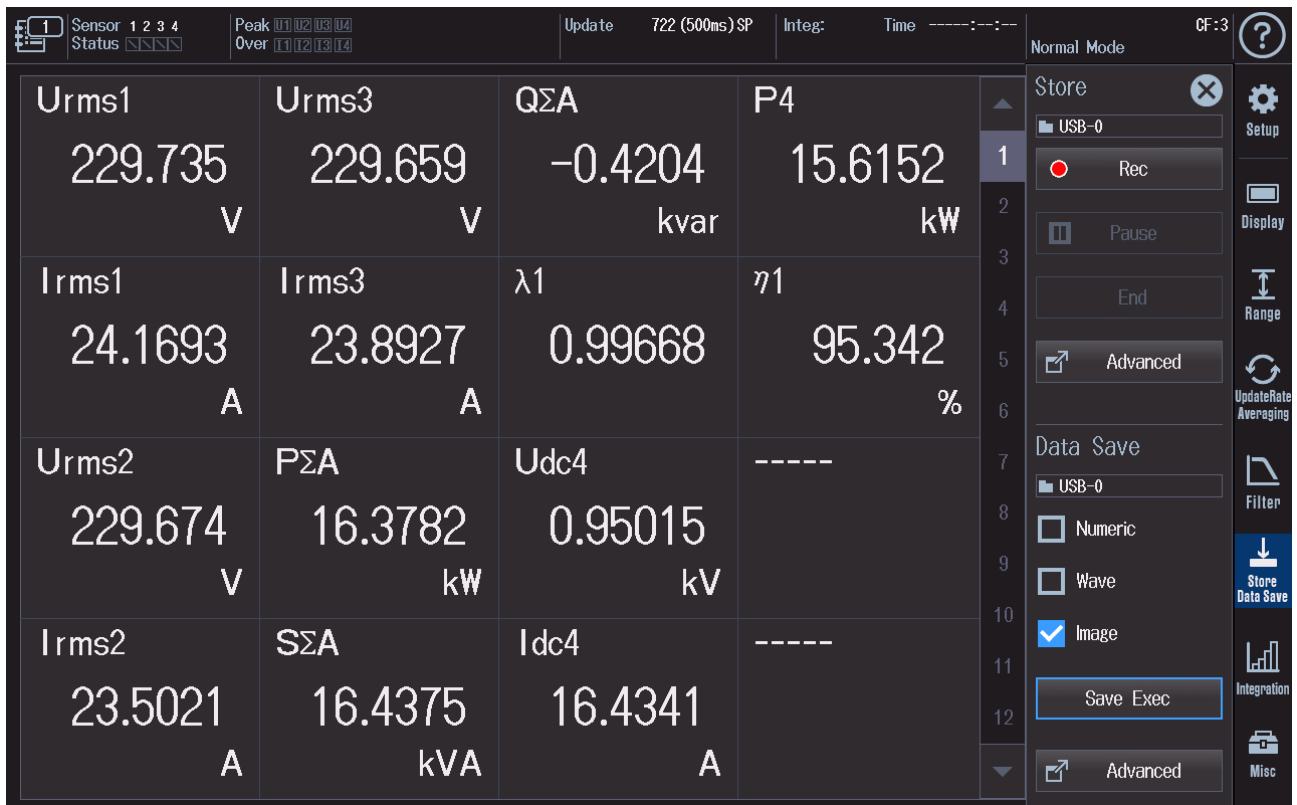 1 Sensor 1 2 3 4 Peak U1 U2 U3 U4 Update 722 (500ms) SP Integ: Time -----:--:-- CF:3 ?
Status Over I1 I2 I3 I4 Normal Mode
Urms1 Urms3 QΣA P4
229.735 229.659 -0.4204 15.6152
V V kvar kW
Irms1 Irms3 λ1 η1
24.1693 23.8927 0.99668 95.342
A A %
Urms2 PΣA Udc4 -----
229.674 16.3782 0.95015
V kW kV
Irms2 SΣA Idc4 -----
23.5021 16.4375 16.4341
A kVA A
1
2
3
4
5
6
7
8
9
10
11
12
Store
USB-0
Rec
Pause
End
Advanced
Data Save
USB-0
Numeric
Wave
Image
Save Exec
Advanced
Setup
Display
Range
UpdateRate
Averaging
Filter
Store
Data Save
Integration
Misc